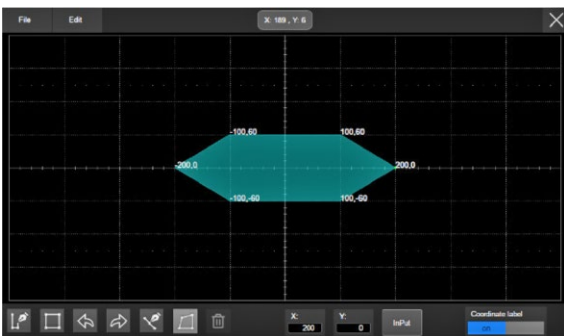 File Edit X: 189 , Y: 6
-100,60 100,60
-200,0 200,0
-100,-60 100,-60
X: Y: Coordinate label
200 0 InPut on